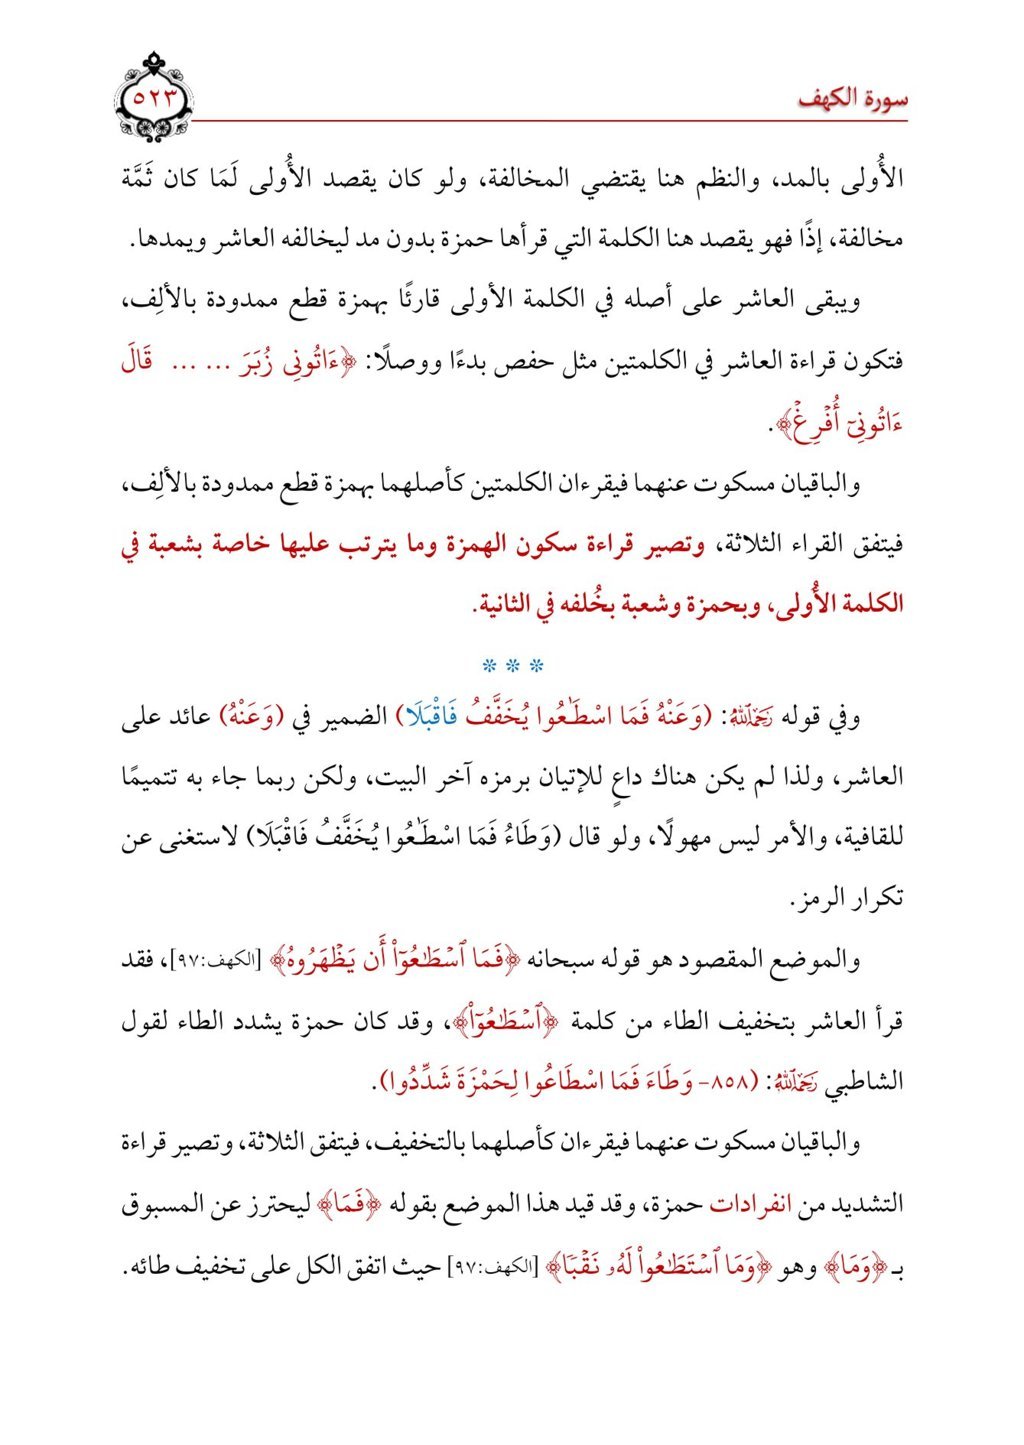 سورة الكهف
٥٢٣
الأُولى بالمد، والنظم هنا يقتضي المخالفة، ولو كان يقصد الأُولى لَمَا كان ثَمَّة
مخالفة، إذًا فهو يقصد هنا الكلمة التي قرأها حمزة بدون مد ليخالفه العاشر ويمدها.
ويبقى العاشر على أصله في الكلمة الأولى قارئًا بهمزة قطع ممدودة بالألِف،
فتكون قراءة العاشر في الكلمتين مثل حفص بدءًا ووصلًا: ﴿ءَاتُونِى زُبَرَ ... ... قَالَ
ءَاتُونِىٓ أُفۡرِغۡ﴾.
والباقيان مسكوت عنهما فيقرءان الكلمتين كأصلهما بهمزة قطع ممدودة بالألِف،
فيتفق القراء الثلاثة، وتصير قراءة سكون الهمزة وما يترتب عليها خاصة بشعبة في
الكلمة الأُولى، وبحمزة وشعبة بخُلفه في الثانية.
* * *
وفي قوله رَحِمَهُ اللَّهُ: (وَعَنْهُ فَمَا اسْطَٰعُوا يُخَفَّفُ فَاقْبَلَا) الضمير في (وَعَنْهُ) عائد على
العاشر، ولذا لم يكن هناك داعٍ للإتيان برمزه آخر البيت، ولكن ربما جاء به تتميمًا
للقافية، والأمر ليس مهولًا، ولو قال (وَطَاءُ فَمَا اسْطَٰعُوا يُخَفَّفُ فَاقْبَلَا) لاستغنى عن
تكرار الرمز.
والموضع المقصود هو قوله سبحانه ﴿فَمَا ٱسۡطَٰعُوٓاْ أَن يَظۡهَرُوهُ﴾ [الكهف:٩٧]، فقد
قرأ العاشر بتخفيف الطاء من كلمة ﴿ٱسۡطَٰعُوٓاْ﴾، وقد كان حمزة يشدد الطاء لقول
الشاطبي رَحِمَهُ اللَّهُ: (٨٥٨- وَطَاءَ فَمَا اسْطَاعُوا لِحَمْزَةَ شَدِّدُوا).
والباقيان مسكوت عنهما فيقرءان كأصلهما بالتخفيف، فيتفق الثلاثة، وتصير قراءة
التشديد من انفرادات حمزة، وقد قيد هذا الموضع بقوله ﴿فَمَا﴾ ليحترز عن المسبوق
بـ ﴿وَمَا﴾ وهو ﴿وَمَا ٱسۡتَطَٰعُواْ لَهُۥ نَقۡبٗا﴾ [الكهف:٩٧] حيث اتفق الكل على تخفيف طائه.